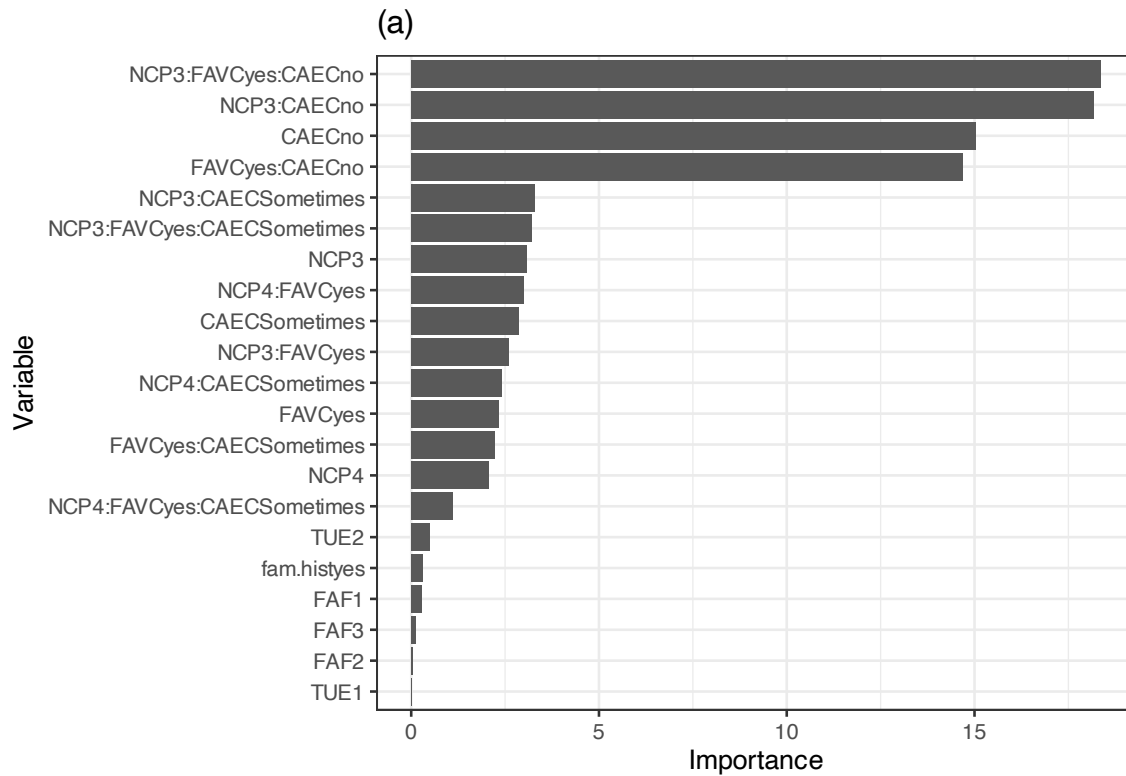 (a)
NCP3:FAVCyes:CAECno
NCP3:CAECno
CAECno
FAVCyes:CAECno
NCP3:CAECSometimes
NCP3:FAVCyes:CAECSometimes
NCP3
NCP4:FAVCyes
CAECSometimes
NCP3:FAVCyes
NCP4:CAECSometimes
FAVCyes
FAVCyes:CAECSometimes
NCP4
NCP4:FAVCyes:CAECSometimes
TUE2
fam.histyes
FAF1
FAF3
FAF2
TUE1
Variable
0 5 10 15
Importance